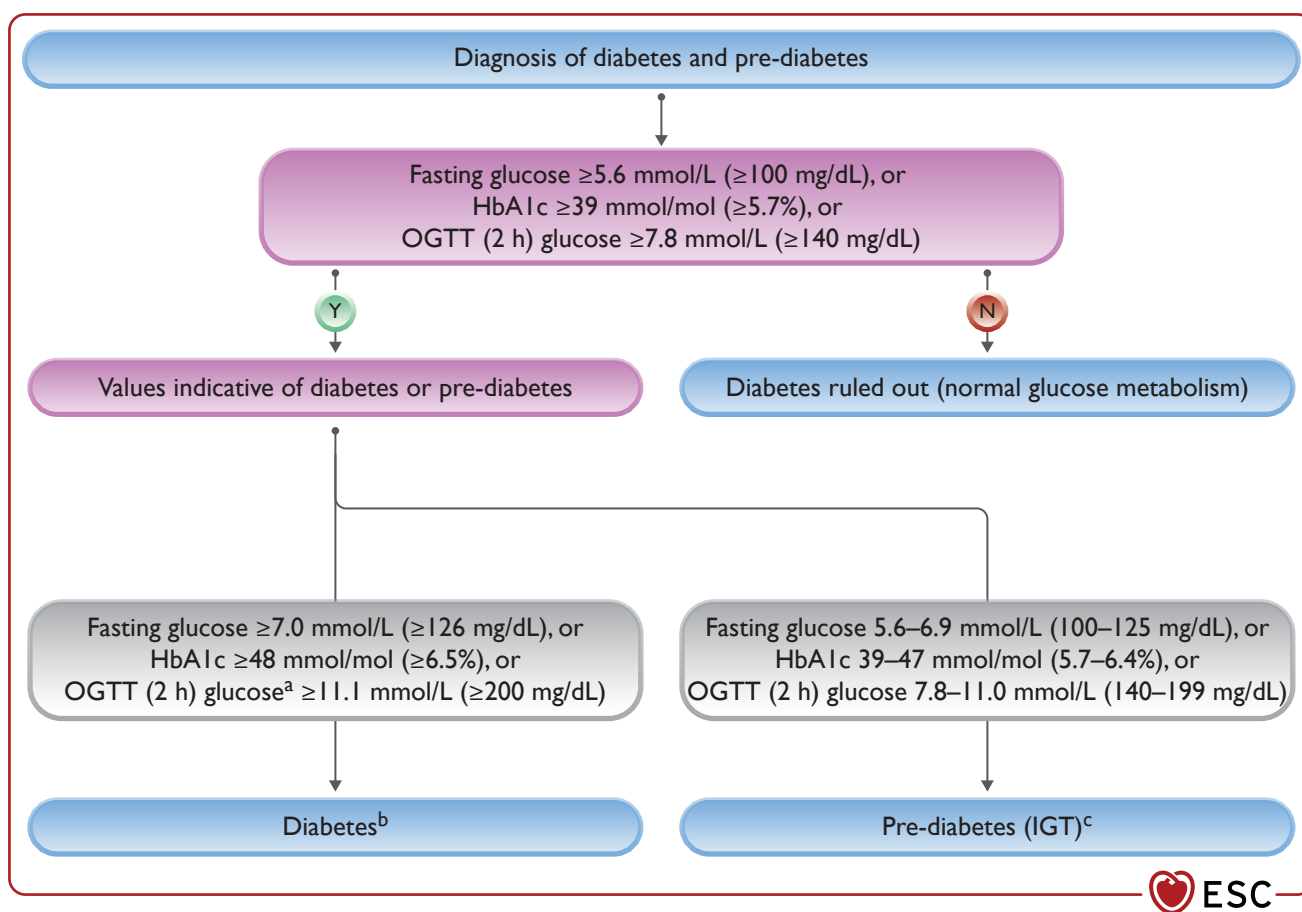 Diagnosis of diabetes and pre-diabetes
Fasting glucose ≥5.6 mmol/L (≥100 mg/dL), or
HbA1c ≥39 mmol/mol (≥5.7%), or
OGTT (2 h) glucose ≥7.8 mmol/L (≥140 mg/dL)
Y
N
Values indicative of diabetes or pre-diabetes
Diabetes ruled out (normal glucose metabolism)
Fasting glucose ≥7.0 mmol/L (≥126 mg/dL), or
HbA1c ≥48 mmol/mol (≥6.5%), or
OGTT (2 h) glucoseᵃ ≥11.1 mmol/L (≥200 mg/dL)
Fasting glucose 5.6–6.9 mmol/L (100–125 mg/dL), or
HbA1c 39–47 mmol/mol (5.7–6.4%), or
OGTT (2 h) glucose 7.8–11.0 mmol/L (140–199 mg/dL)
Diabetesᵇ
Pre-diabetes (IGT)ᶜ
ESC